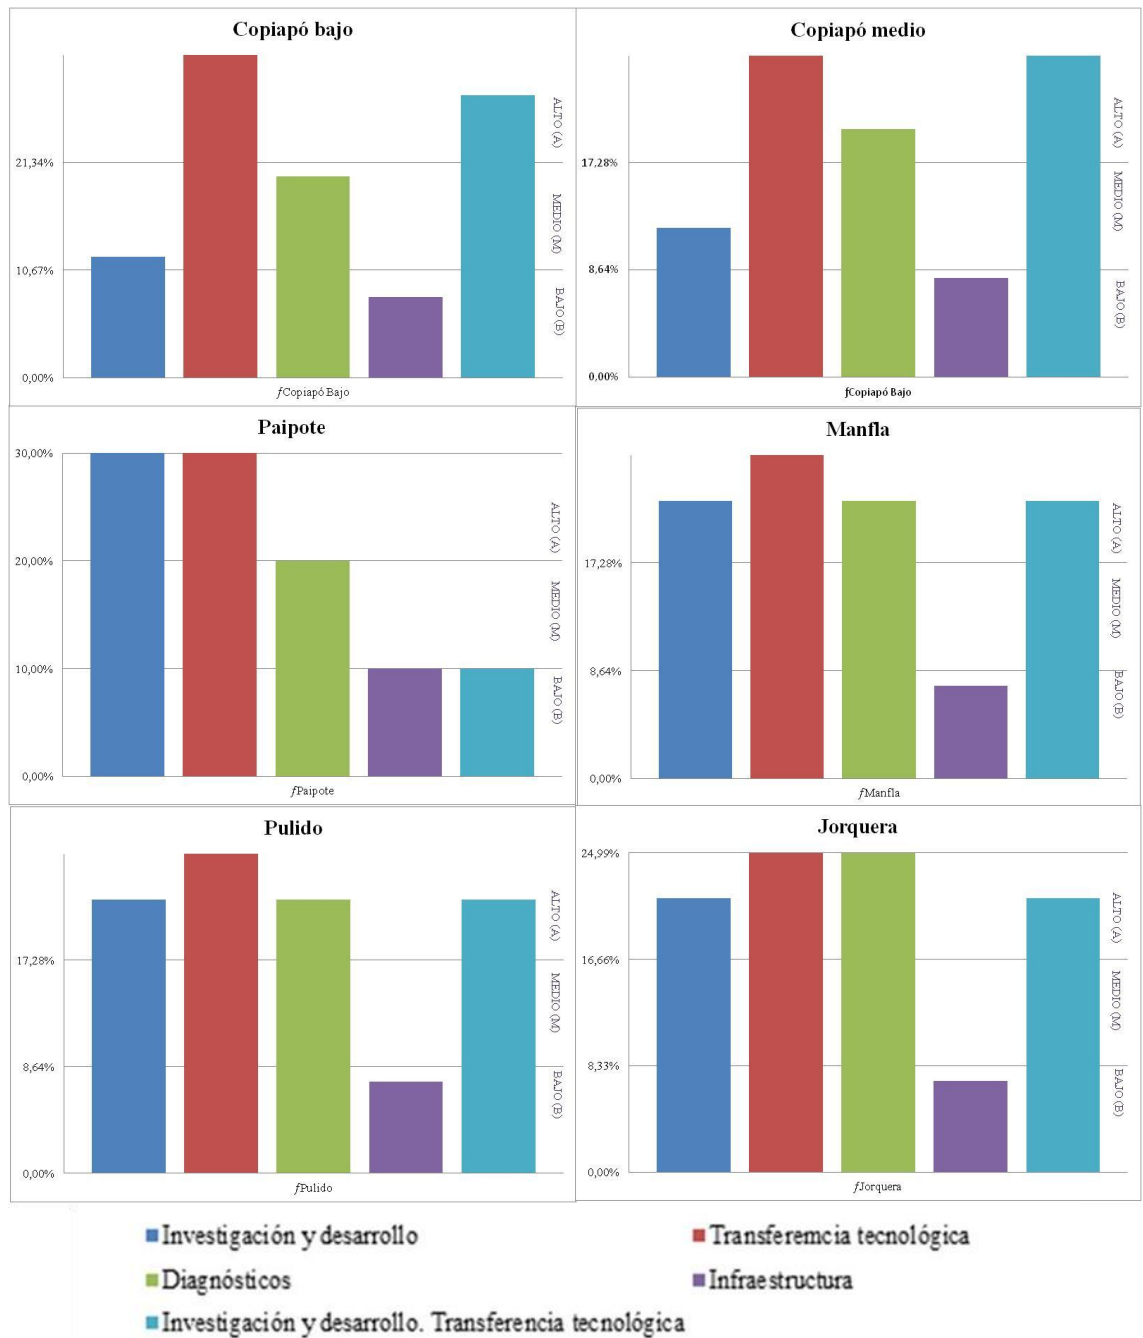 Copiapó bajo
21,34%
10,67%
0,00%
ALTO (A)
MEDIO (M)
BAJO (B)
fCopiapó Bajo
Copiapó medio
17,28%
8,64%
0,00%
ALTO (A)
MEDIO (M)
BAJO (B)
fCopiapó Bajo
Paipote
30,00%
20,00%
10,00%
0,00%
ALTO (A)
MEDIO (M)
BAJO (B)
fPaipote
Manfla
17,28%
8,64%
0,00%
ALTO (A)
MEDIO (M)
BAJO (B)
fManfla
Pulido
17,28%
8,64%
0,00%
ALTO (A)
MEDIO (M)
BAJO (B)
fPulido
Jorquera
24,99%
16,66%
8,33%
0,00%
ALTO (A)
MEDIO (M)
BAJO (B)
fJorquera
Investigación y desarrollo
Transferemcia tecnológica
Diagnósticos
Infraestructura
Investigación y desarrollo. Transferencia tecnológica